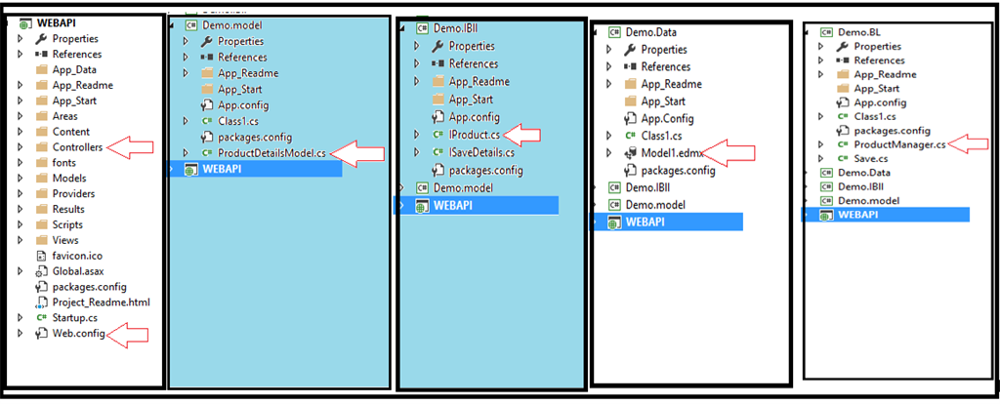 WEBAPI
Properties
References
App_Data
App_Readme
App_Start
Areas
Content
Controllers
fonts
Models
Providers
Results
Scripts
Views
favicon.ico
Global.asax
packages.config
Project_Readme.html
C# Startup.cs
Web.config
C# Demo.model
Properties
References
App_Readme
App_Start
App.config
C# Class1.cs
packages.config
C# ProductDetailsModel.cs
WEBAPI
C# Demo.IBll
Properties
References
App_Readme
App_Start
App.config
C# IProduct.cs
C# ISaveDetails.cs
packages.config
C# Demo.model
WEBAPI
C# Demo.Data
Properties
References
App_Readme
App_Start
App.Config
C# Class1.cs
Model1.edmx
packages.config
C# Demo.IBll
C# Demo.model
WEBAPI
C# Demo.BL
Properties
References
App_Readme
App_Start
App.config
C# Class1.cs
packages.config
C# ProductManager.cs
C# Save.cs
C# Demo.Data
C# Demo.IBll
C# Demo.model
WEBAPI